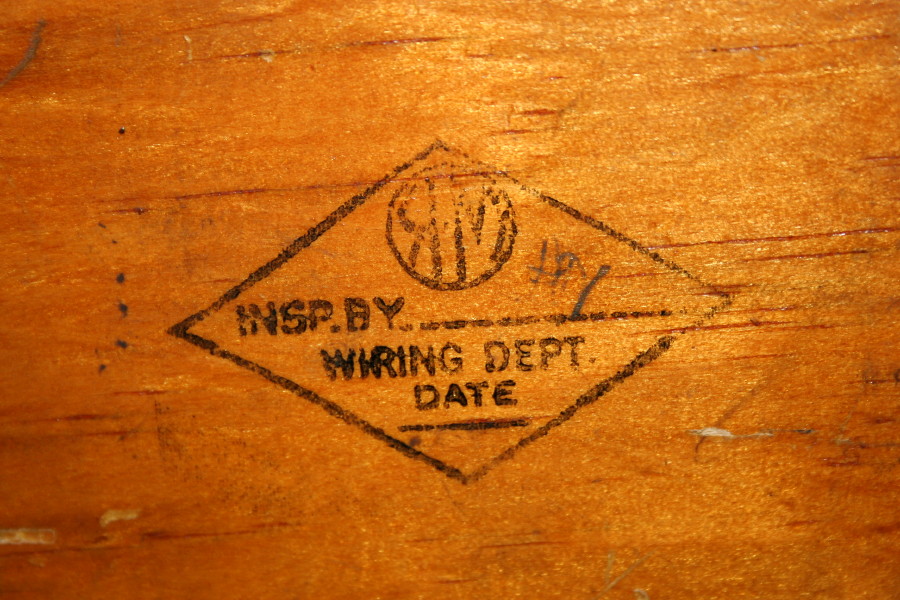 INSP. BY
WIRING DEPT.
DATE